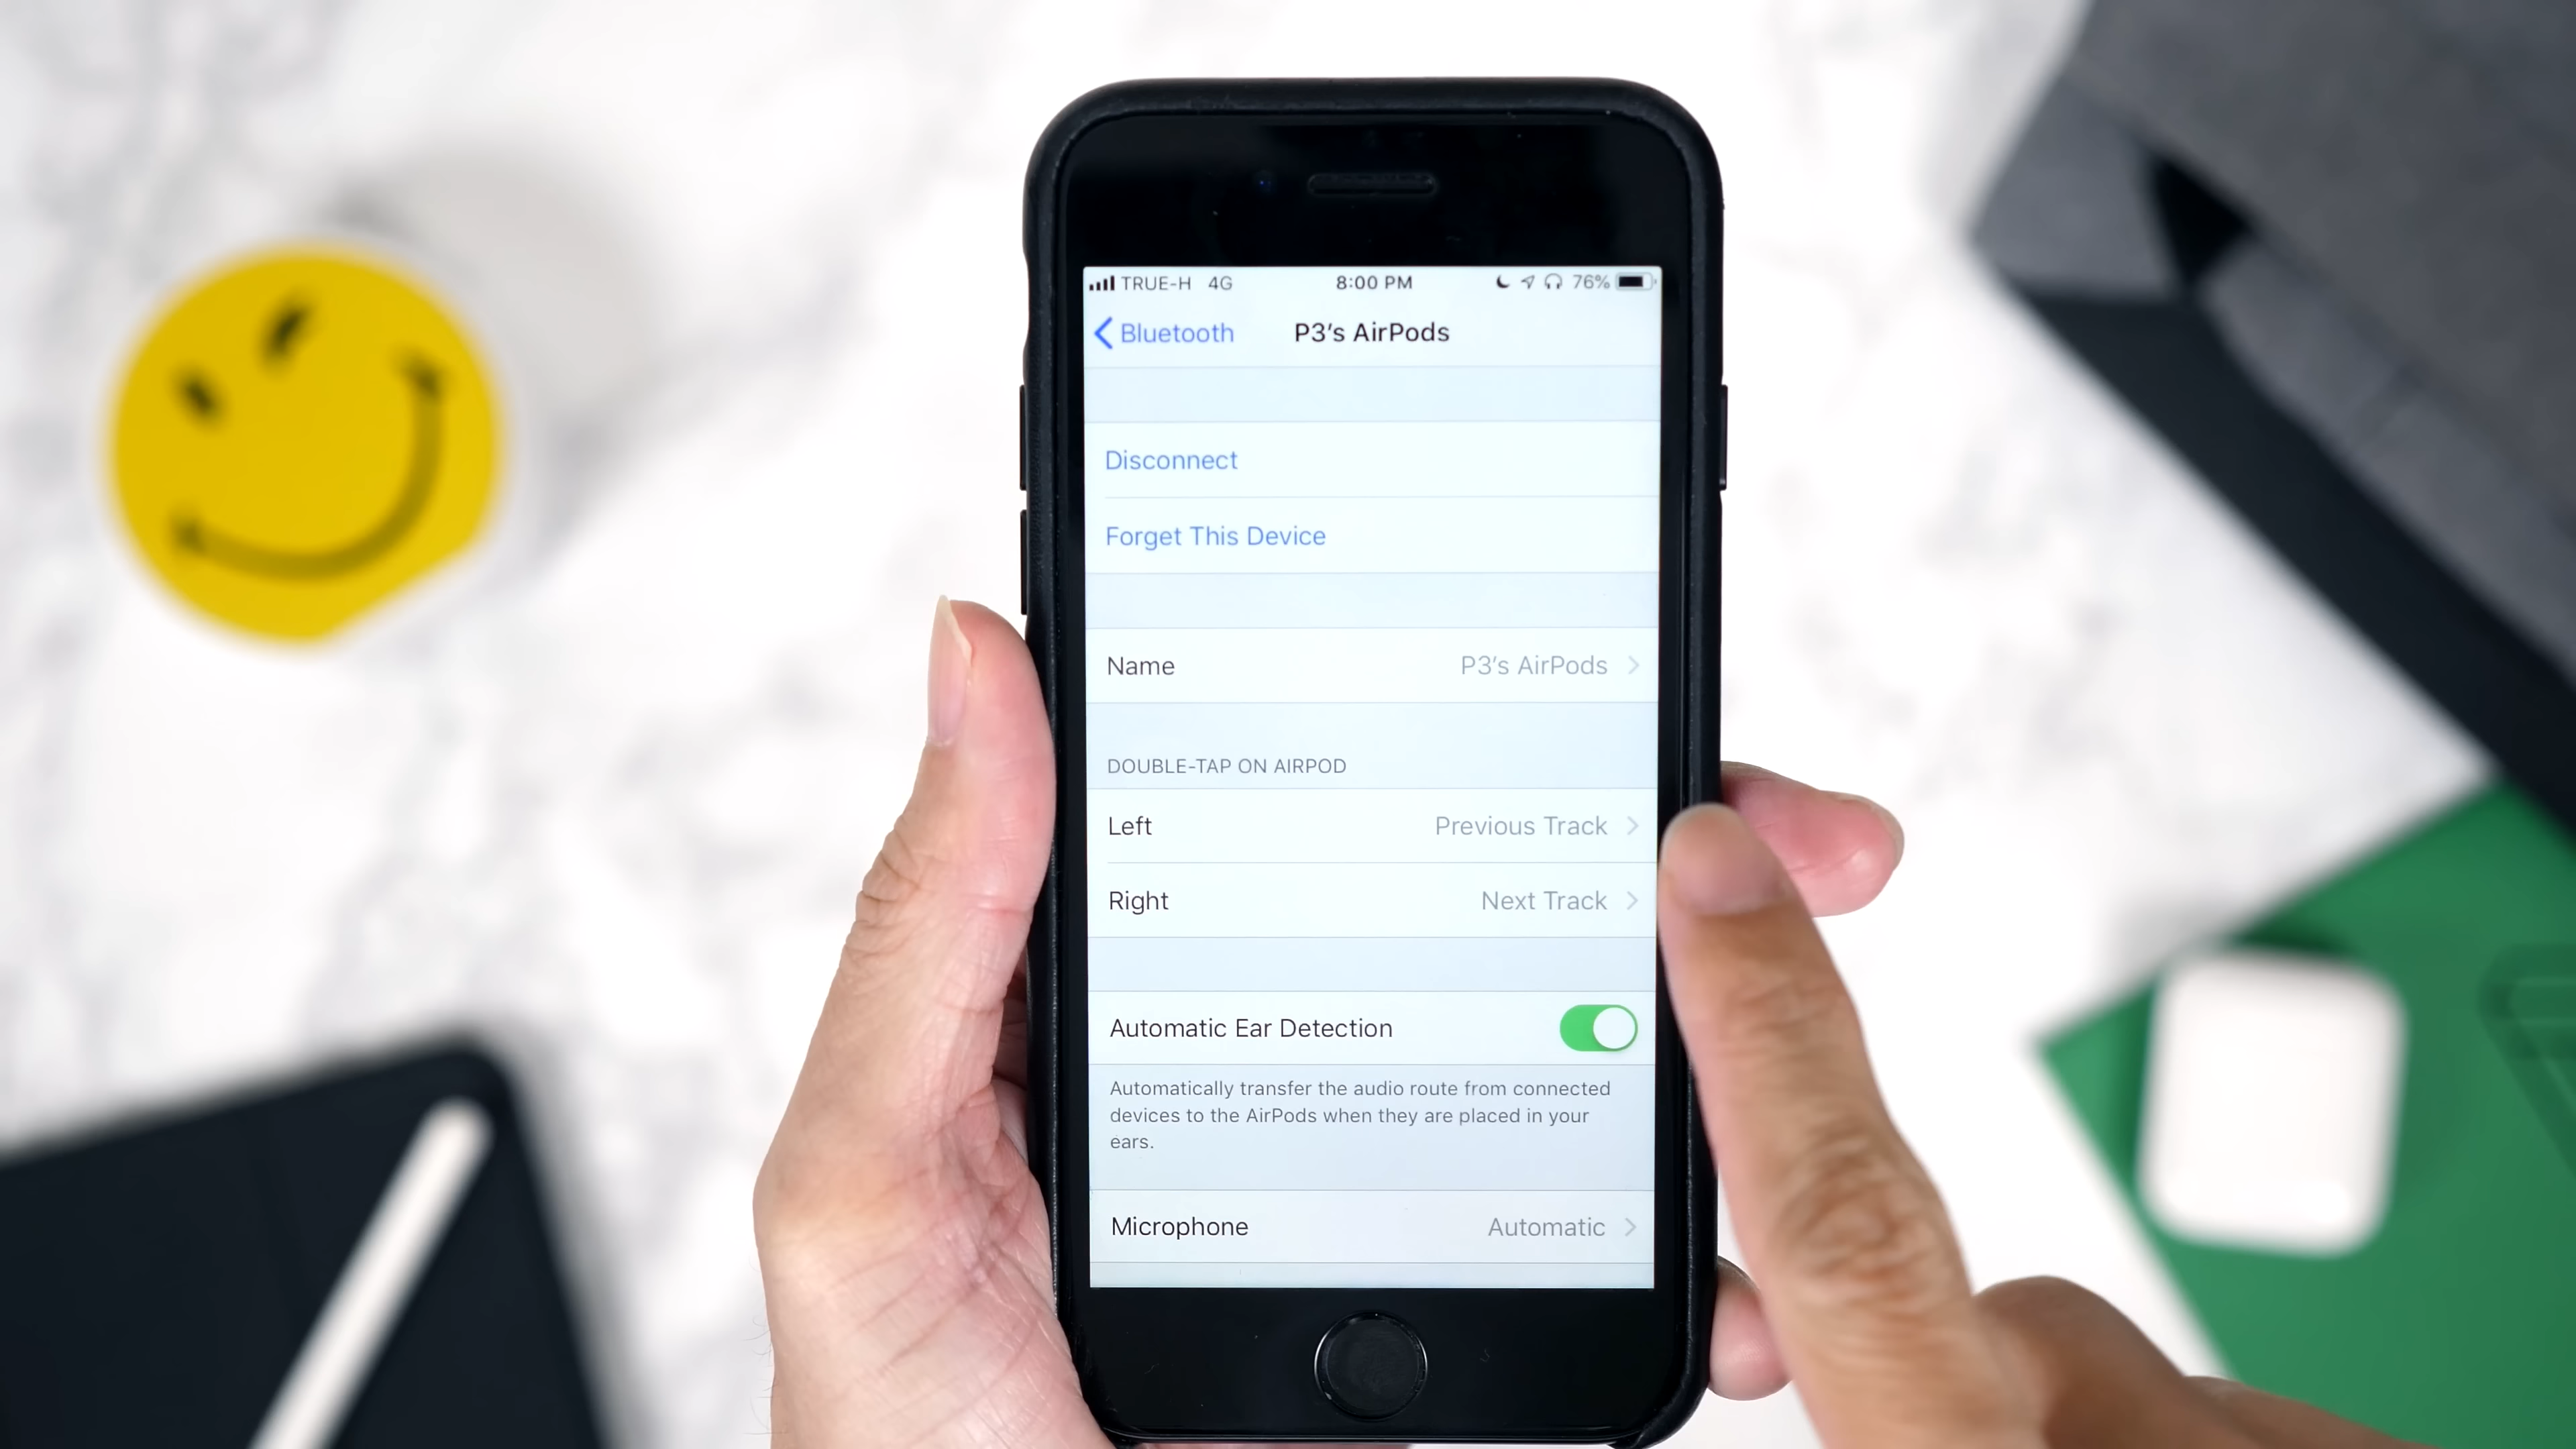 TRUE-H 4G 8:00 PM 76%
Bluetooth P3's AirPods
Disconnect
Forget This Device
Name P3's AirPods
DOUBLE-TAP ON AIRPOD
Left Previous Track
Right Next Track
Automatic Ear Detection
Automatically transfer the audio route from connected
devices to the AirPods when they are placed in your
ears.
Microphone Automatic